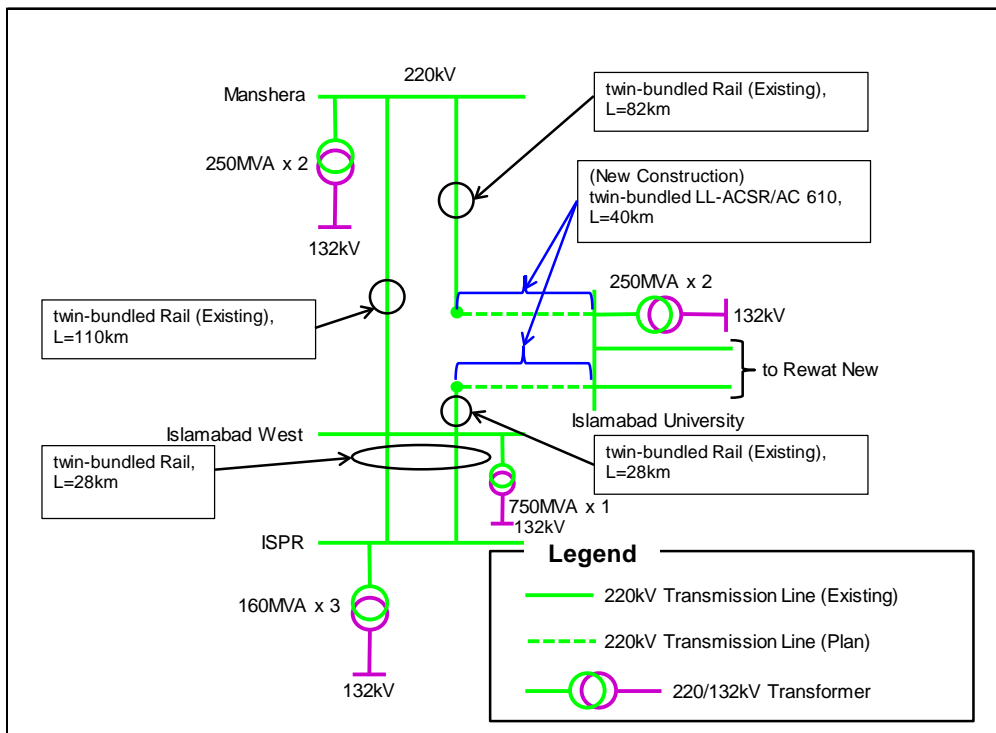 220kV
Manshera
twin-bundled Rail (Existing),
L=82km
250MVA x 2
132kV
(New Construction)
twin-bundled LL-ACSR/AC 610,
L=40km
250MVA x 2
132kV
twin-bundled Rail (Existing),
L=110km
to Rewat New
Islamabad University
Islamabad West
twin-bundled Rail,
L=28km
twin-bundled Rail (Existing),
L=28km
750MVA x 1
132kV
ISPR
160MVA x 3
132kV
Legend
220kV Transmission Line (Existing)
220kV Transmission Line (Plan)
220/132kV Transformer